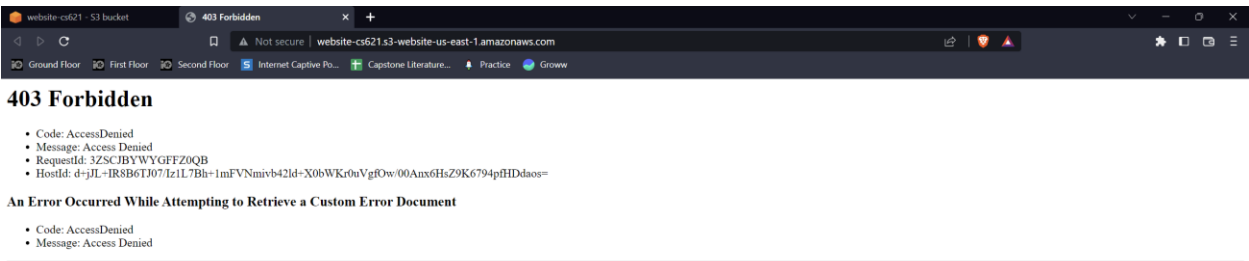 website-cs621 - S3 bucket
403 Forbidden
Not secure | website-cs621.s3-website-us-east-1.amazonaws.com
Ground Floor
First Floor
Second Floor
Internet Captive Po...
Capstone Literature...
Practice
Groww
403 Forbidden
• Code: AccessDenied
• Message: Access Denied
• RequestId: 3ZSCJBYWYGFFZ0QB
• HostId: d+jJL+IR8B6TJ07/Iz1L7Bh+1mFVNmivb42ld+X0bWKr0uVgfOw/00Anx6HsZ9K6794pfHDdaos=
An Error Occurred While Attempting to Retrieve a Custom Error Document
• Code: AccessDenied
• Message: Access Denied